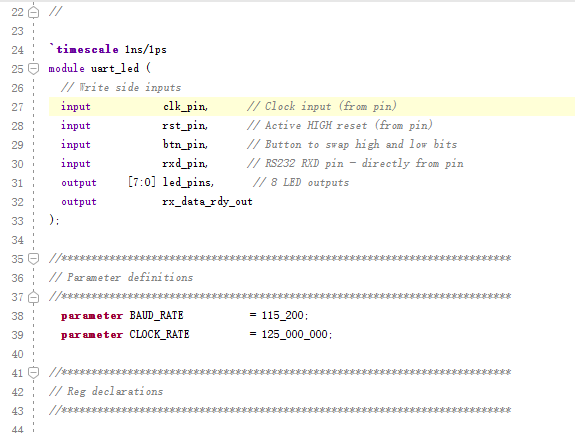 22 //
23
24 `timescale 1ns/1ps
25 module uart_led (
26 // Write side inputs
27 input clk_pin, // Clock input (from pin)
28 rst_pin, // Active HIGH reset (from pin)
29 input btn_pin, // Button to swap high and low bits
30 input rxd_pin, // RS232 RXD pin - directly from pin
31 output [7:0] led_pins, // 8 LED outputs
32 output rx_data_rdy_out
33 );
34
35 //***************************************************************************
36 // Parameter definitions
37 //***************************************************************************
38 parameter BAUD_RATE = 115_200;
39 parameter CLOCK_RATE = 125_000_000;
40
41 //***************************************************************************
42 // Reg declarations
43 //***************************************************************************
44